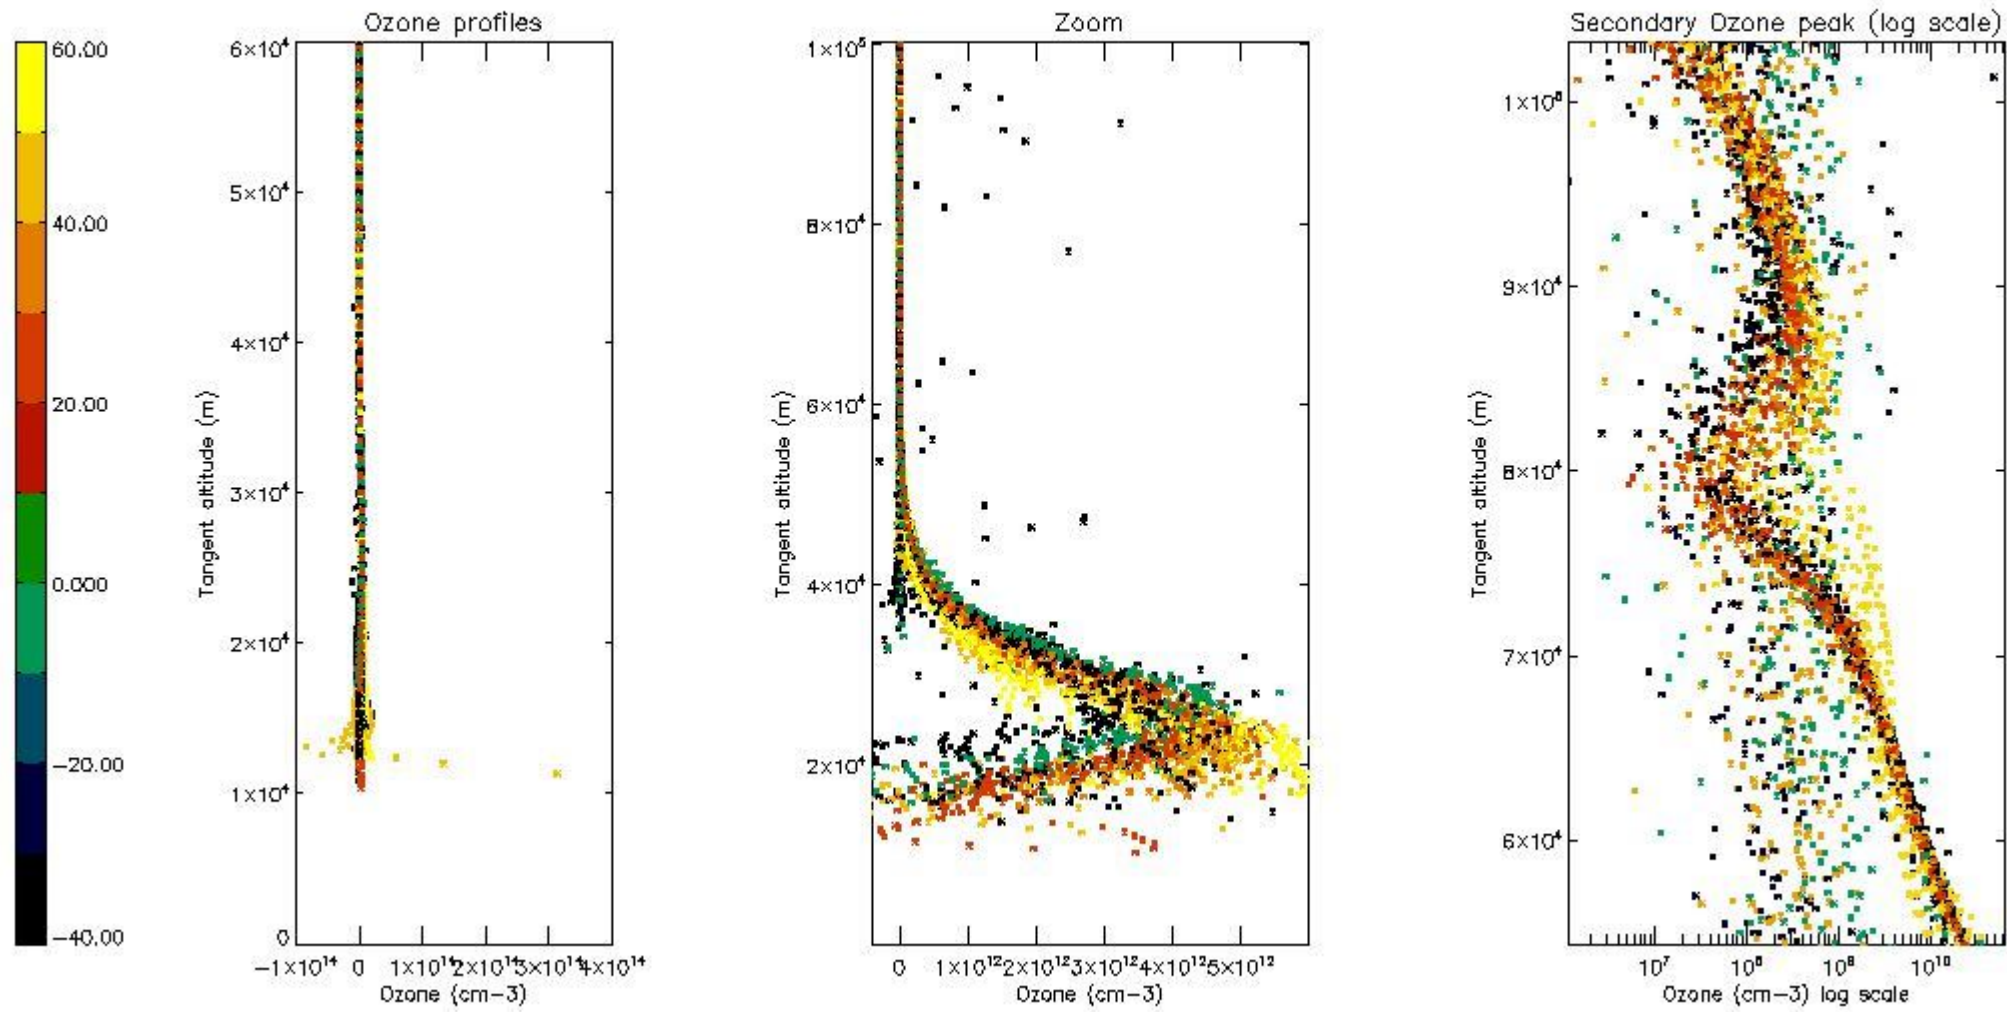 Ozone profiles
Zoom
Secondary Ozone peak (log scale)
60.00
40.00
20.00
0.000
-20.00
-40.00
6×10⁴
5×10⁴
4×10⁴
3×10⁴
2×10⁴
1×10⁴
0
Tangent altitude (m)
-1×10¹⁴ 0 1×10¹⁴ 2×10¹⁴ 3×10¹⁴ 4×10¹⁴
Ozone (cm-3)
1×10⁵
8×10⁴
6×10⁴
4×10⁴
2×10⁴
Tangent altitude (m)
0 1×10¹² 2×10¹² 3×10¹² 4×10¹² 5×10¹²
Ozone (cm-3)
1×10⁵
9×10⁴
8×10⁴
7×10⁴
6×10⁴
Tangent altitude (m)
10⁷ 10⁸ 10⁹ 10¹⁰
Ozone (cm-3) log scale